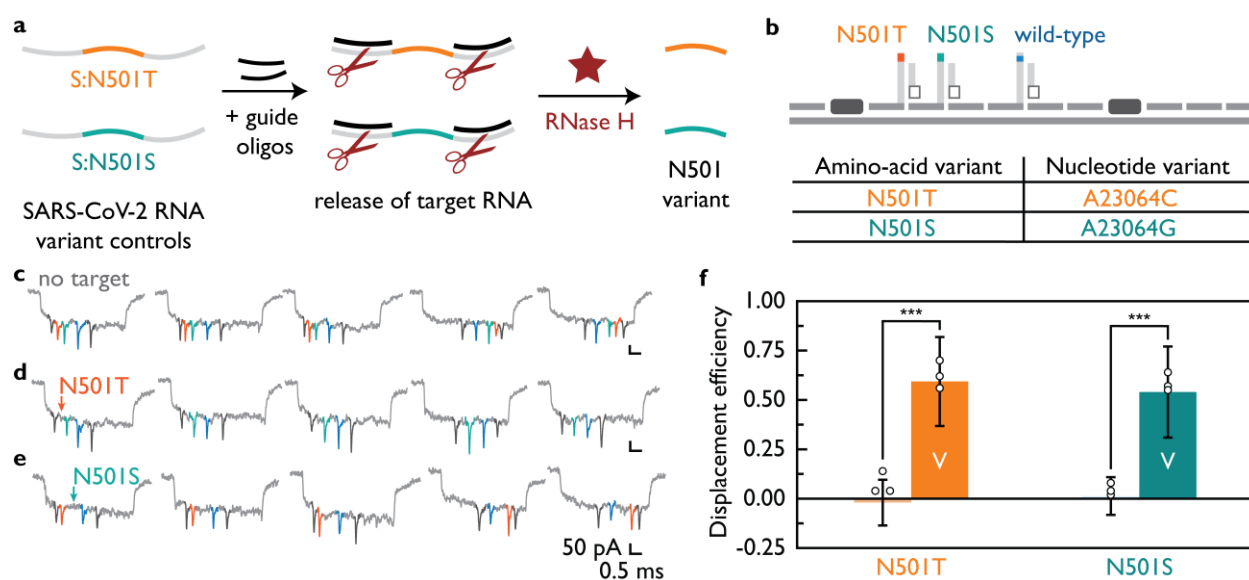 a
S:N501T
S:N501S
SARS-CoV-2 RNA
variant controls
+ guide
oligos
release of target RNA
RNase H
N501
variant
b
N501T N501S wild-type
Amino-acid variant Nucleotide variant
N501T A23064C
N501S A23064G
c
no target
d
N501T
e
N501S
50 pA
0.5 ms
f
Displacement efficiency
1.00
0.75
0.50
0.25
0.00
-0.25
***
***
V
V
N501T N501S